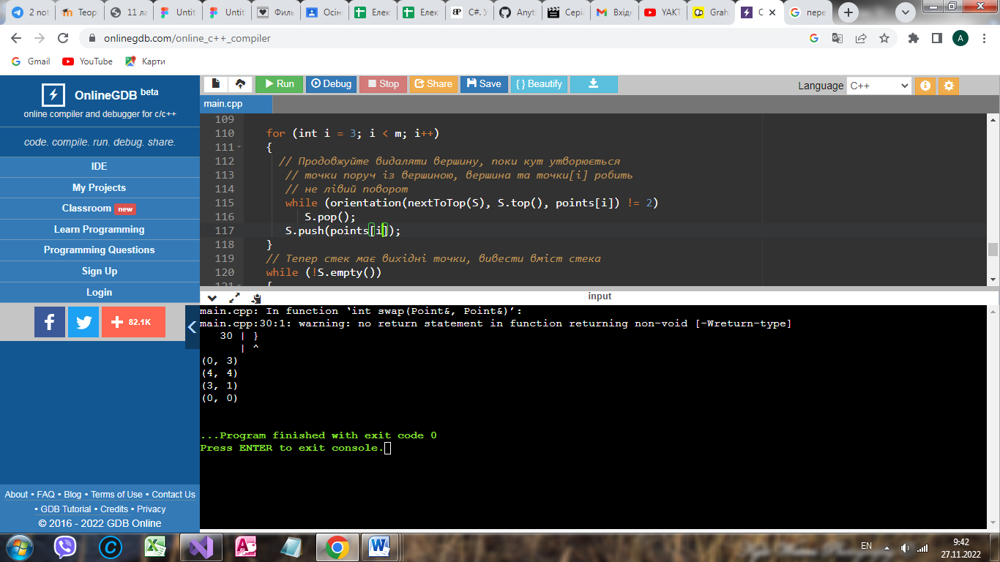 2 not
Теор
11 ла
Untit
Untit
Филь
Осін
Елек
Елек
C#. У
Anyt
Серіа
Вхідн
YAKT
Grah
C
пере
onlinegdb.com/online_c++_compiler
A
Gmail
YouTube
Карти
OnlineGDB beta
online compiler and debugger for c/c++
code. compile. run. debug. share.
IDE
My Projects
Classroom new
Learn Programming
Programming Questions
Sign Up
Login
82.1K
About • FAQ • Blog • Terms of Use • Contact Us
• GDB Tutorial • Credits • Privacy
© 2016 - 2022 GDB Online
Run
Debug
Stop
Share
Save
{ } Beautify
Language C++
main.cpp
109
110 for (int i = 3; i < m; i++)
111 {
112 // Продовжуйте видаляти вершину, поки кут утворюється
113 // точки поруч із вершиною, вершина та точки[i] робить
114 // не лівий поворот
115 while (orientation(nextToTop(S), S.top(), points[i]) != 2)
116 S.pop();
117 S.push(points[i]);
118 }
119 // Тепер стек має вихідні точки, вивести вміст стека
120 while (!S.empty())
121 {
input
main.cpp: In function ‘int swap(Point&, Point&)’:
main.cpp:30:1: warning: no return statement in function returning non-void [-Wreturn-type]
30 | }
| ^
(0, 3)
(4, 4)
(3, 1)
(0, 0)
...Program finished with exit code 0
Press ENTER to exit console.
EN
9:42
27.11.2022